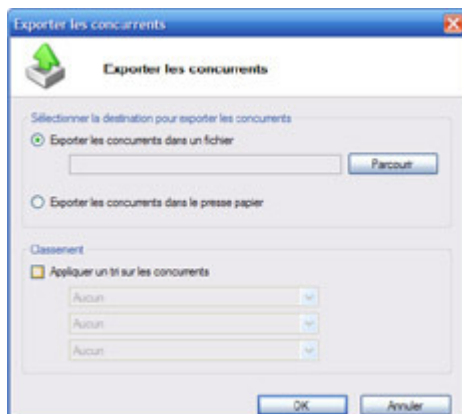 Exporter les concurrents
Exporter les concurrents
Sélectionner la destination pour exporter les concurrents
Exporter les concurrents dans un fichier
Parcourir
Exporter les concurrents dans le presse papier
Classement
Appliquer un tri sur les concurrents
Aucun
Aucun
Aucun
OK Annuler